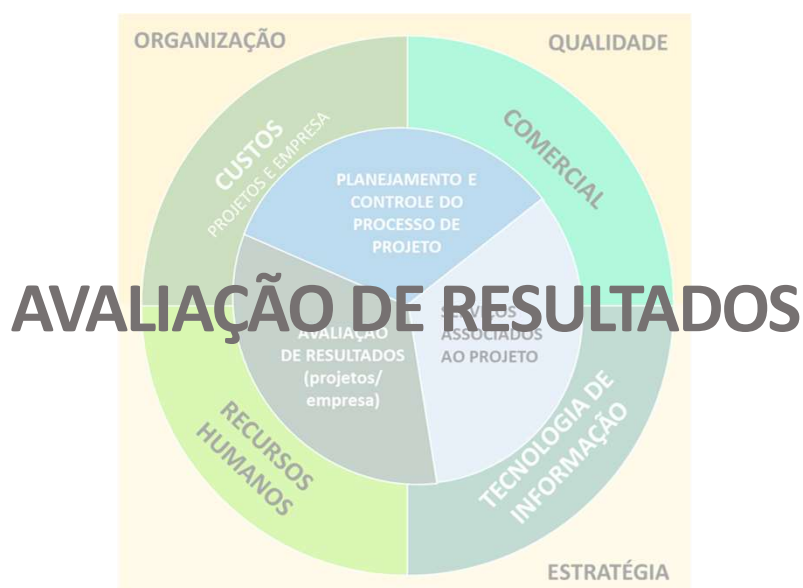 ORGANIZAÇÃO
QUALIDADE
CUSTOS
PROJETOS E EMPRESA
COMERCIAL
PLANEJAMENTO E
CONTROLE DO
PROCESSO DE
PROJETO
AVALIAÇÃO DE RESULTADOS
AVALIAÇÃO
DE RESULTADOS
(projetos/
empresa)
SERVIÇOS
ASSOCIADOS
AO PROJETO
RECURSOS
HUMANOS
TECNOLOGIA DE
INFORMAÇÃO
ESTRATÉGIA